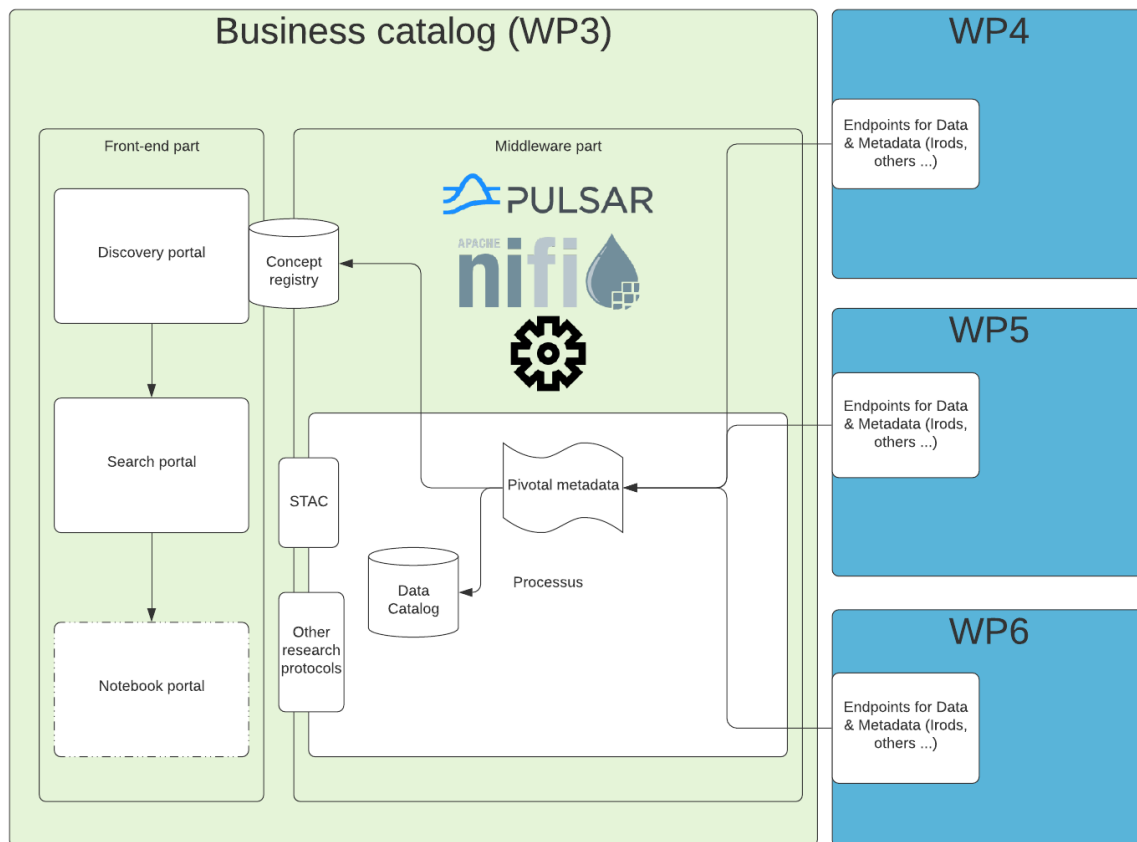 Business catalog (WP3)
Front-end part
Discovery portal
Search portal
Notebook portal
Concept
registry
Middleware part
PULSAR
APACHE
nifi
STAC
Other
research
protocols
Pivotal metadata
Data
Catalog
Processus
WP4
Endpoints for Data
& Metadata (Irods,
others ...)
WP5
Endpoints for Data
& Metadata (Irods,
others ...)
WP6
Endpoints for Data
& Metadata (Irods,
others ...)